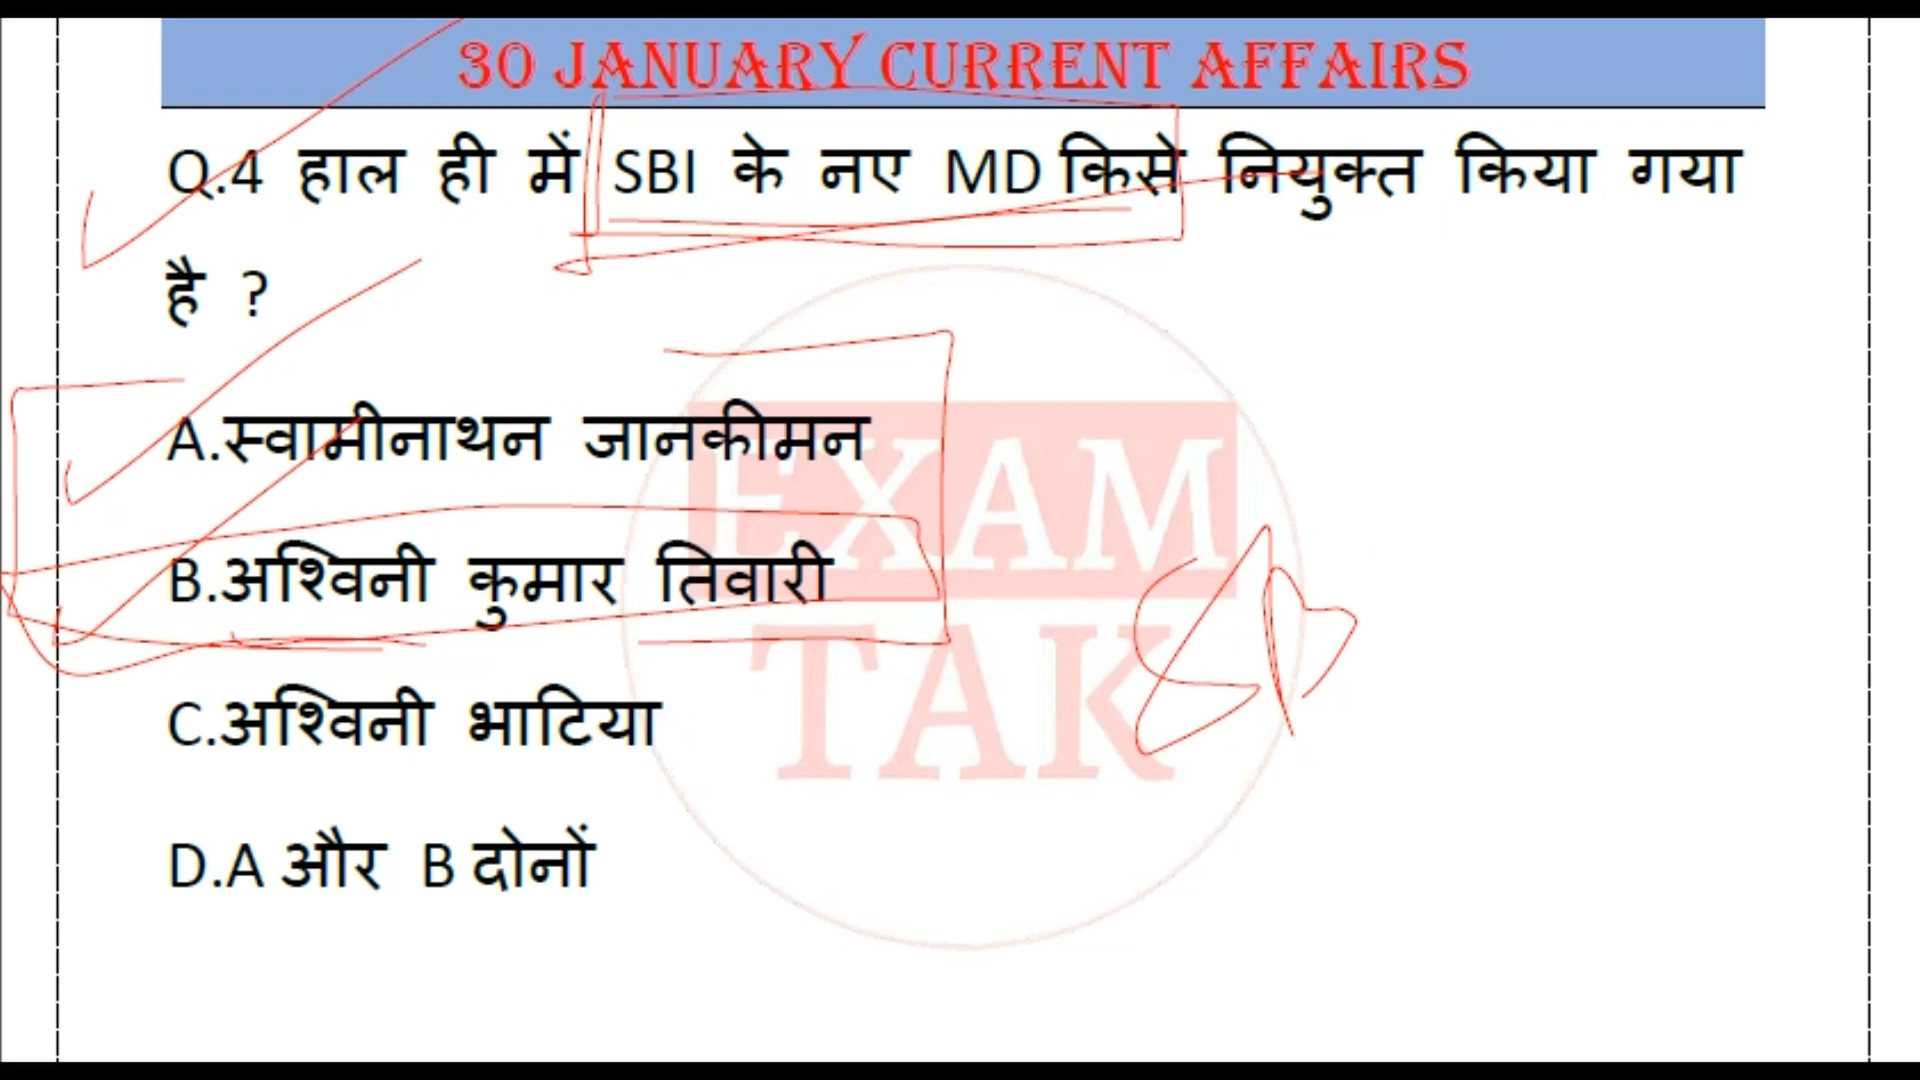 30 JANUARY CURRENT AFFAIRS
Q.4 हाल ही में SBI के नए MD किसे नियुक्त किया गया
है ?
A.स्वामीनाथन जानकीमन
B.अश्विनी कुमार तिवारी
C.अश्विनी भाटिया
D.A और B दोनों
EXAM
TAK